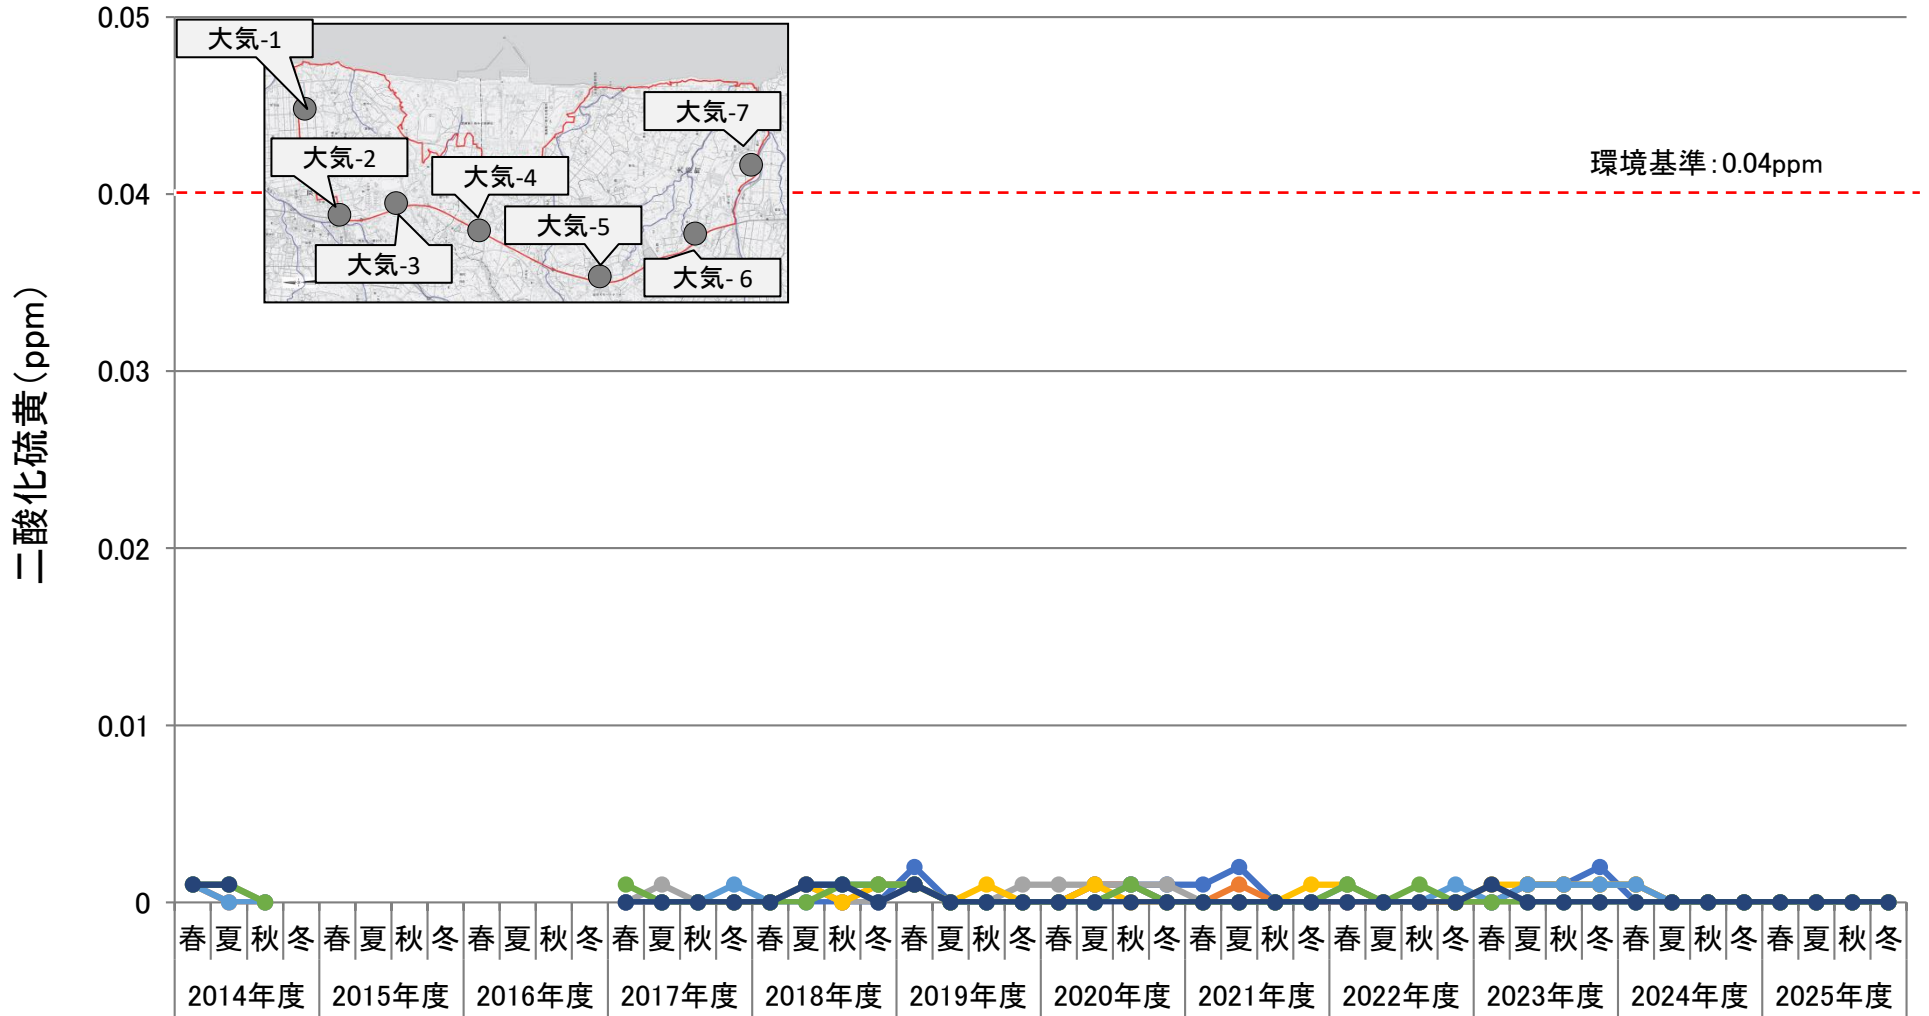 0.05
0.04
0.03
0.02
0.01
0
二酸化硫黄(ppm)
大気-1
大気-2
大気-3
大気-4
大気-5
大気- 6
大気-7
環境基準:0.04ppm
春 夏 秋 冬 春 夏 秋 冬 春 夏 秋 冬 春 夏 秋 冬 春 夏 秋 冬 春 夏 秋 冬 春 夏 秋 冬 春 夏 秋 冬 春 夏 秋 冬 春 夏 秋 冬 春 夏 秋 冬 春 夏 秋 冬
2014年度 2015年度 2016年度 2017年度 2018年度 2019年度 2020年度 2021年度 2022年度 2023年度 2024年度 2025年度